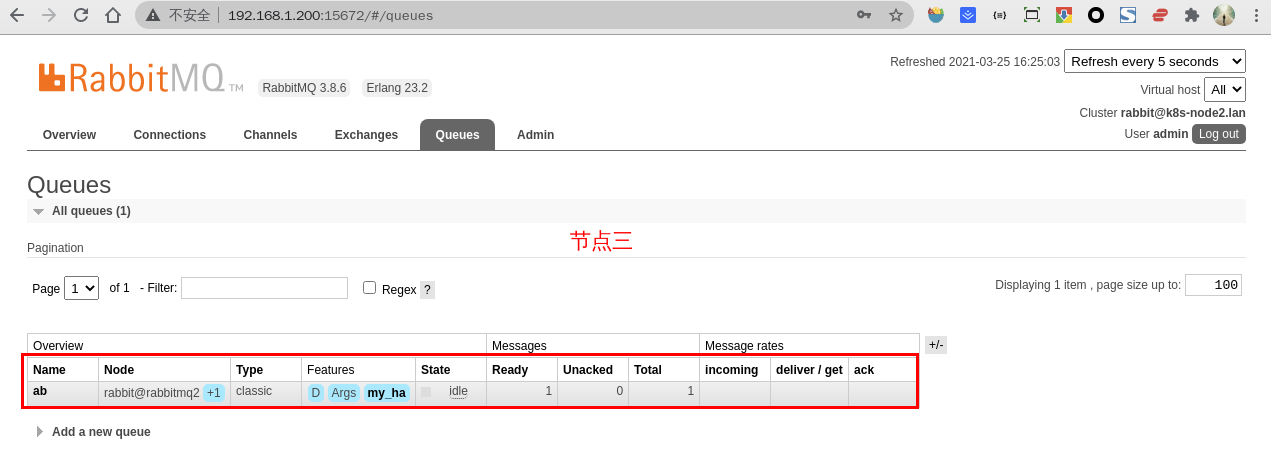 不安全 192.168.1.200:15672/#/queues
RabbitMQ TM RabbitMQ 3.8.6 Erlang 23.2
Refreshed 2021-03-25 16:25:03 Refresh every 5 seconds
Virtual host All
Cluster rabbit@k8s-node2.lan
User admin Log out
Overview Connections Channels Exchanges Queues Admin
Queues
All queues (1)
节点三
Pagination
Page 1 of 1 - Filter: Regex ? Displaying 1 item , page size up to: 100
Overview Messages Message rates +/-
Name Node Type Features State Ready Unacked Total incoming deliver / get ack
ab rabbit@rabbitmq2 +1 classic D Args my_ha idle 1 0 1
Add a new queue